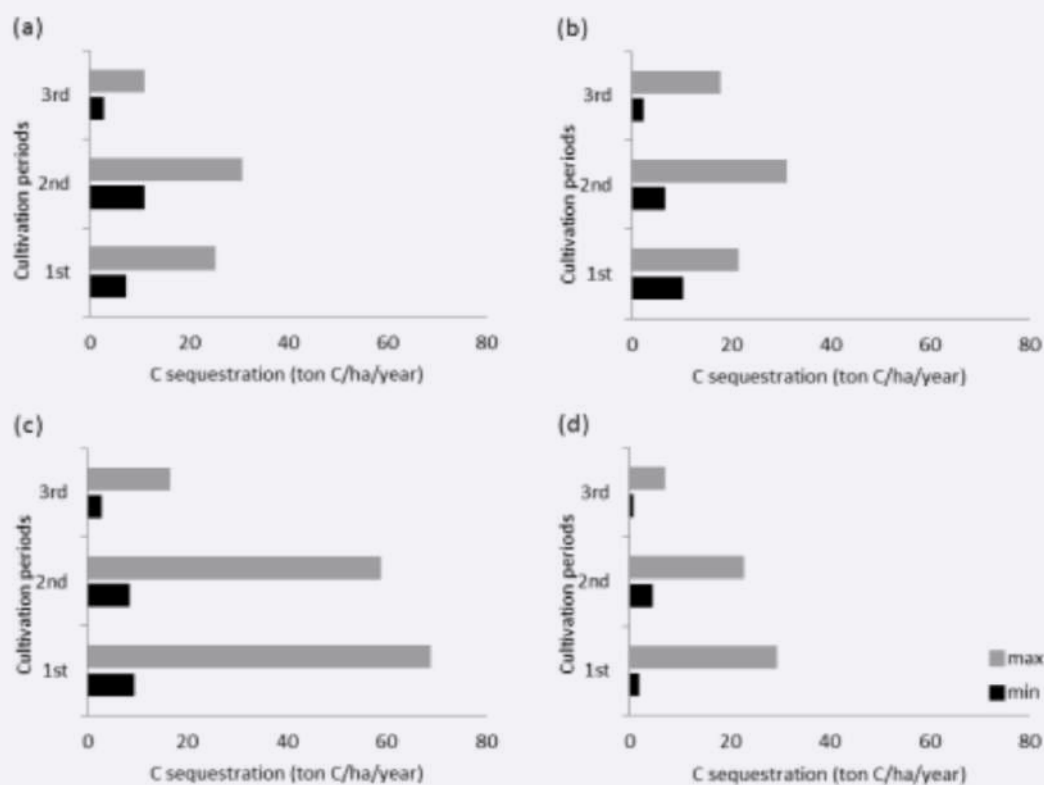 (a)
Cultivation periods
3rd
2nd
1st
0 20 40 60 80
C sequestration (ton C/ha/year)
(b)
Cultivation periods
3rd
2nd
1st
0 20 40 60 80
C sequestration (ton C/ha/year)
(c)
Cultivation periods
3rd
2nd
1st
0 20 40 60 80
C sequestration (ton C/ha/year)
(d)
Cultivation periods
3rd
2nd
1st
0 20 40 60 80
C sequestration (ton C/ha/year)
max
min